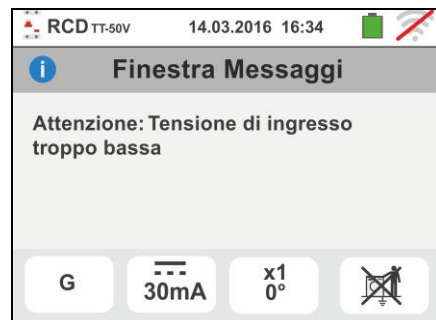 RCD TT-50V 14.03.2016 16:34
i Finestra Messaggi
Attenzione: Tensione di ingresso
troppo bassa
G 30mA x1 0°